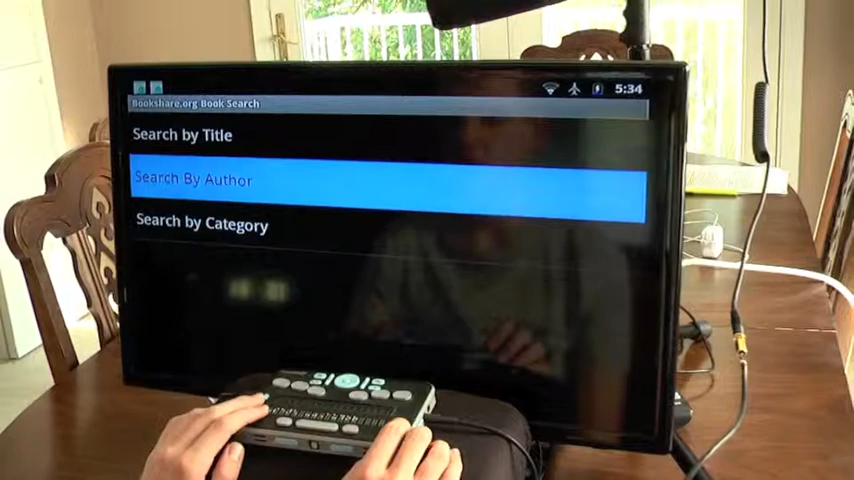 5:34
Bookshare.org Book Search
Search by Title
Search By Author
Search by Category